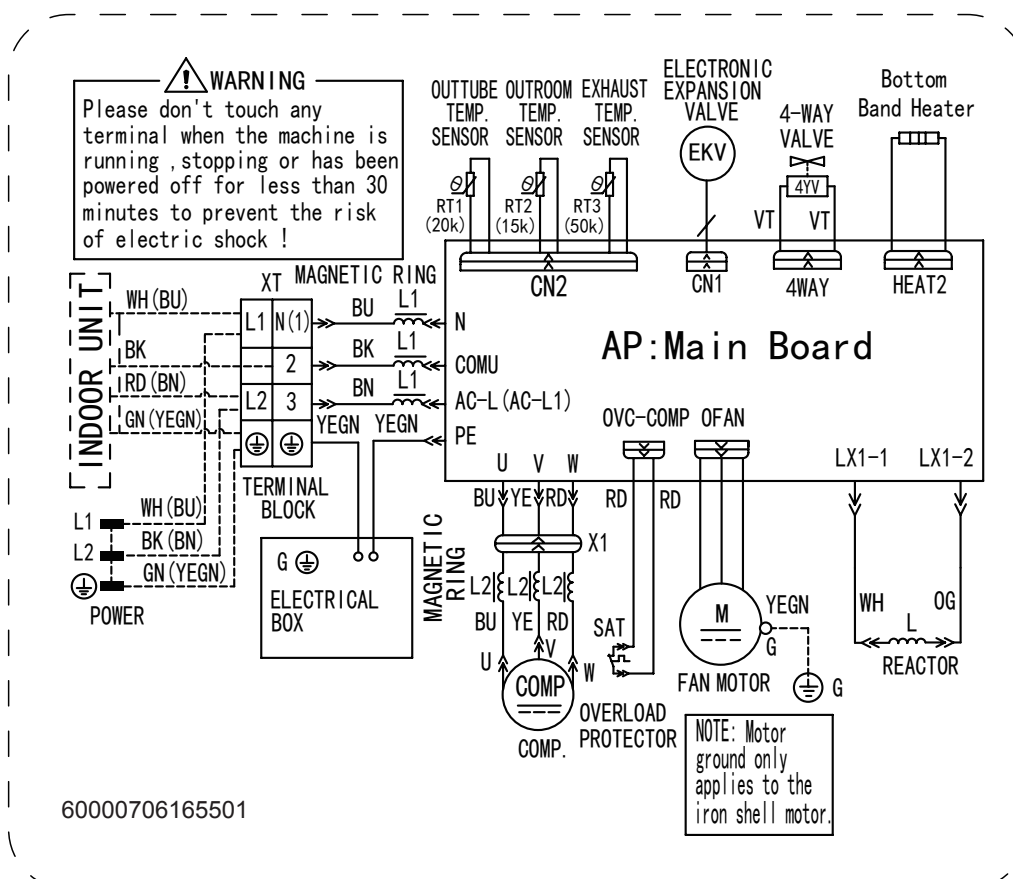 WARNING
Please don't touch any
terminal when the machine is
running ,stopping or has been
powered off for less than 30
minutes to prevent the risk
of electric shock !
OUTTUBE OUTROOM EXHAUST
TEMP. TEMP. TEMP.
SENSOR SENSOR SENSOR
ELECTRONIC
EXPANSION
VALVE
4-WAY
VALVE
Bottom
Band Heater
EKV
4YV
θ θ θ
RT1 RT2 RT3
(20k) (15k) (50k)
VT VT
CN2
CN1
4WAY
HEAT2
AP:Main Board
INDOOR UNIT
WH(BU)
BK
RD(BN)
GN(YEGN)
XT
MAGNETIC RING
L1 N(1)
2
L2 3
TERMINAL
BLOCK
BU L1 N
BK L1 COMU
BN L1 AC-L(AC-L1)
YEGN YEGN PE
L1 WH(BU)
L2 BK(BN)
GN(YEGN)
POWER
G
ELECTRICAL
BOX
MAGNETIC
RING
U V W
BU YE RD
X1
L2 L2 L2
BU YE RD
U V W
COMP
COMP.
OVC-COMP OFAN
RD RD
SAT
OVERLOAD
PROTECTOR
M
YEGN
G
G
FAN MOTOR
LX1-1 LX1-2
WH OG
L
REACTOR
NOTE: Motor
ground only
applies to the
iron shell motor.
60000706165501